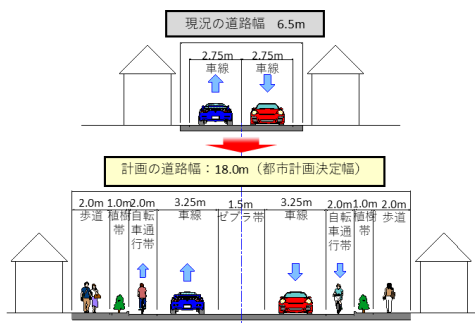 現況の道路幅 6.5m
2.75m 2.75m
車線 車線
計画の道路幅：18.0m（都市計画決定幅）
2.0m 1.0m 2.0m 3.25m 1.5m 3.25m 2.0m 1.0m 2.0m
歩道 植樹帯 自転車通行帯 車線 ゼブラ帯 車線 自転車通行帯 植樹帯 歩道